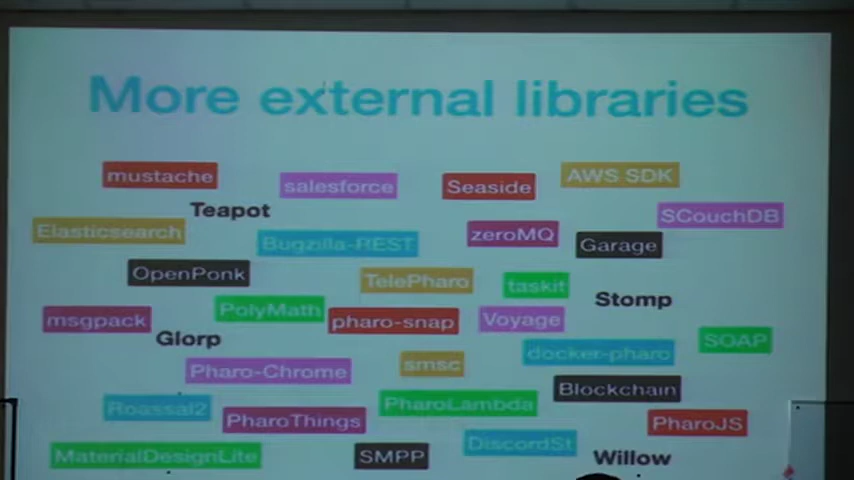 More external libraries
mustache
salesforce
Seaside
AWS SDK
Teapot
SCouchDB
Elasticsearch
Bugzilla-REST
zeroMQ
Garage
OpenPonk
TelePharo
taskit
Stomp
msgpack
PolyMath
pharo-snap
Voyage
Glorp
docker-pharo
SOAP
Pharo-Chrome
smsc
Blockchain
Roassal2
PharoThings
PharoLambda
PharoJS
MaterialDesignLite
SMPP
DiscordSt
Willow